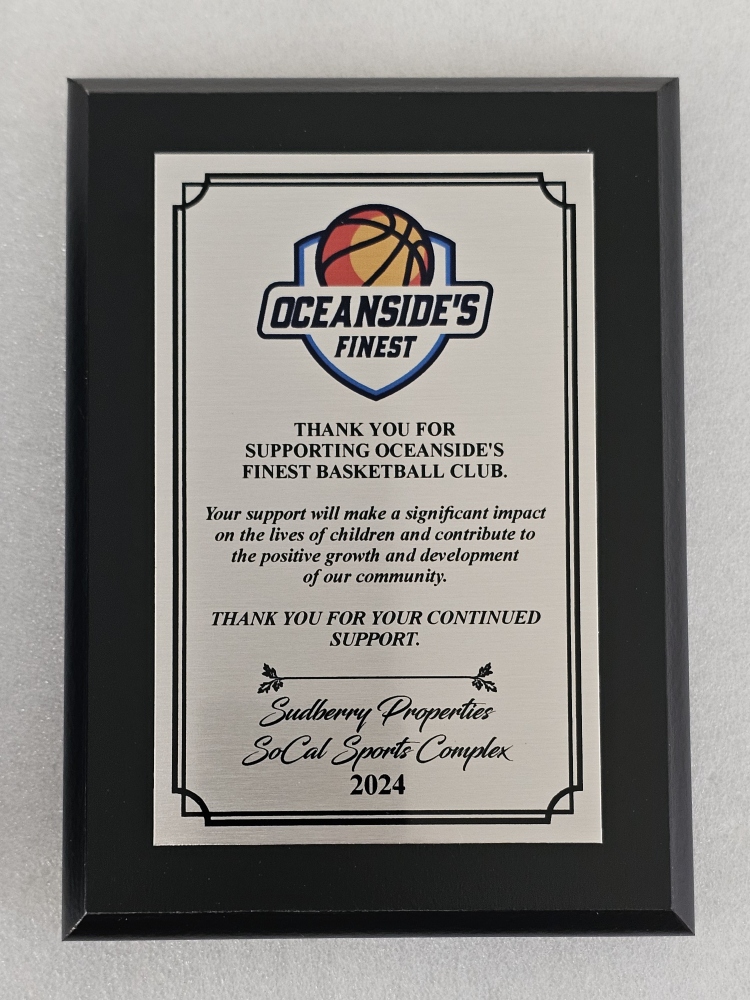 OCEANSIDE'S
FINEST
THANK YOU FOR
SUPPORTING OCEANSIDE'S
FINEST BASKETBALL CLUB.
Your support will make a significant impact
on the lives of children and contribute to
the positive growth and development
of our community.
THANK YOU FOR YOUR CONTINUED
SUPPORT.
Sudberry Properties
SoCal Sports Complex
2024